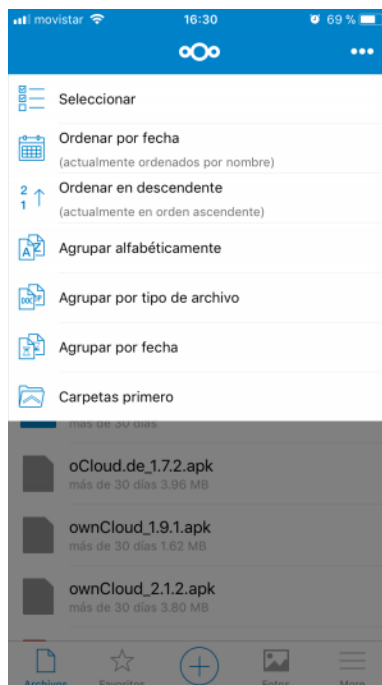 movistar 16:30 69 %
Seleccionar
Ordenar por fecha
(actualmente ordenados por nombre)
2
1
Ordenar en descendente
(actualmente en orden ascendente)
A Z
Agrupar alfabéticamente
Agrupar por tipo de archivo
Agrupar por fecha
Carpetas primero
más de 30 días
oCloud.de_1.7.2.apk
más de 30 días 3.96 MB
ownCloud_1.9.1.apk
más de 30 días 1.62 MB
ownCloud_2.1.2.apk
más de 30 días 3.80 MB
Archivos Favoritos Fotos More